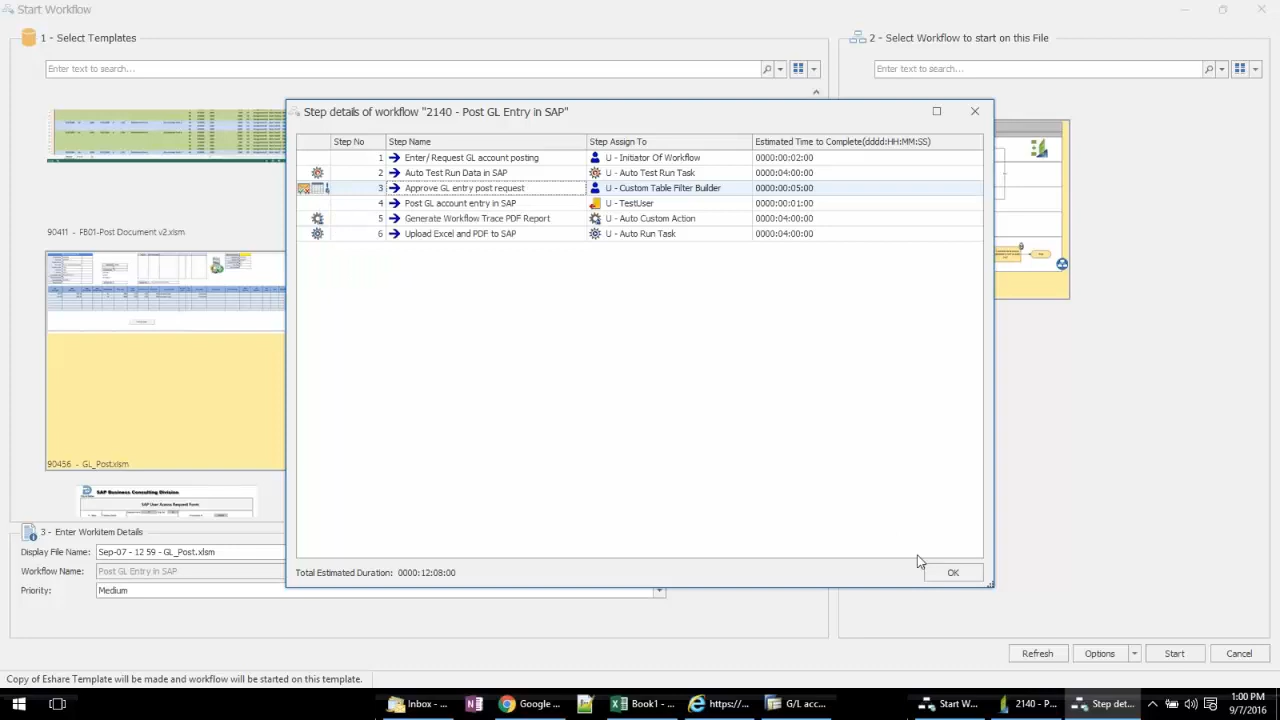 Start Workflow
1 - Select Templates
2 - Select Workflow to start on this File
Enter text to search...
Enter text to search...
Step details of workflow "2140 - Post GL Entry in SAP"
Step No Step Name Step Assign To Estimated Time to Complete(dddd:HH:MM:SS)
1 Enter/ Request GL account posting U - Initiator Of Workflow 0000:00:02:00
2 Auto Test Run Data in SAP U - Auto Test Run Task 0000:04:00:00
3 Approve GL entry post request U - Custom Table Filter Builder 0000:00:05:00
4 Post GL account entry in SAP U - TestUser 0000:00:01:00
5 Generate Workflow Trace PDF Report U - Auto Custom Action 0000:04:00:00
6 Upload Excel and PDF to SAP U - Auto Run Task 0000:04:00:00
90411 - FB01-Post Document v2.xlsm
90456 - GL_Post.xlsm
SAP Business Consulting Division.
SAP User Access Request Form
Total Estimated Duration: 0000:12:08:00
OK
3 - Enter Workitem Details
Display File Name: Sep-07 - 12 59 - GL_Post.xlsm
Workflow Name: Post GL Entry in SAP
Priority: Medium
Refresh Options Start Cancel
Copy of Eshare Template will be made and workflow will be started on this template.
Inbox - ... Google ... Book1 - ... https://... G/L acc... Start W... 2140 - P... Step det...
1:00 PM
9/7/2016